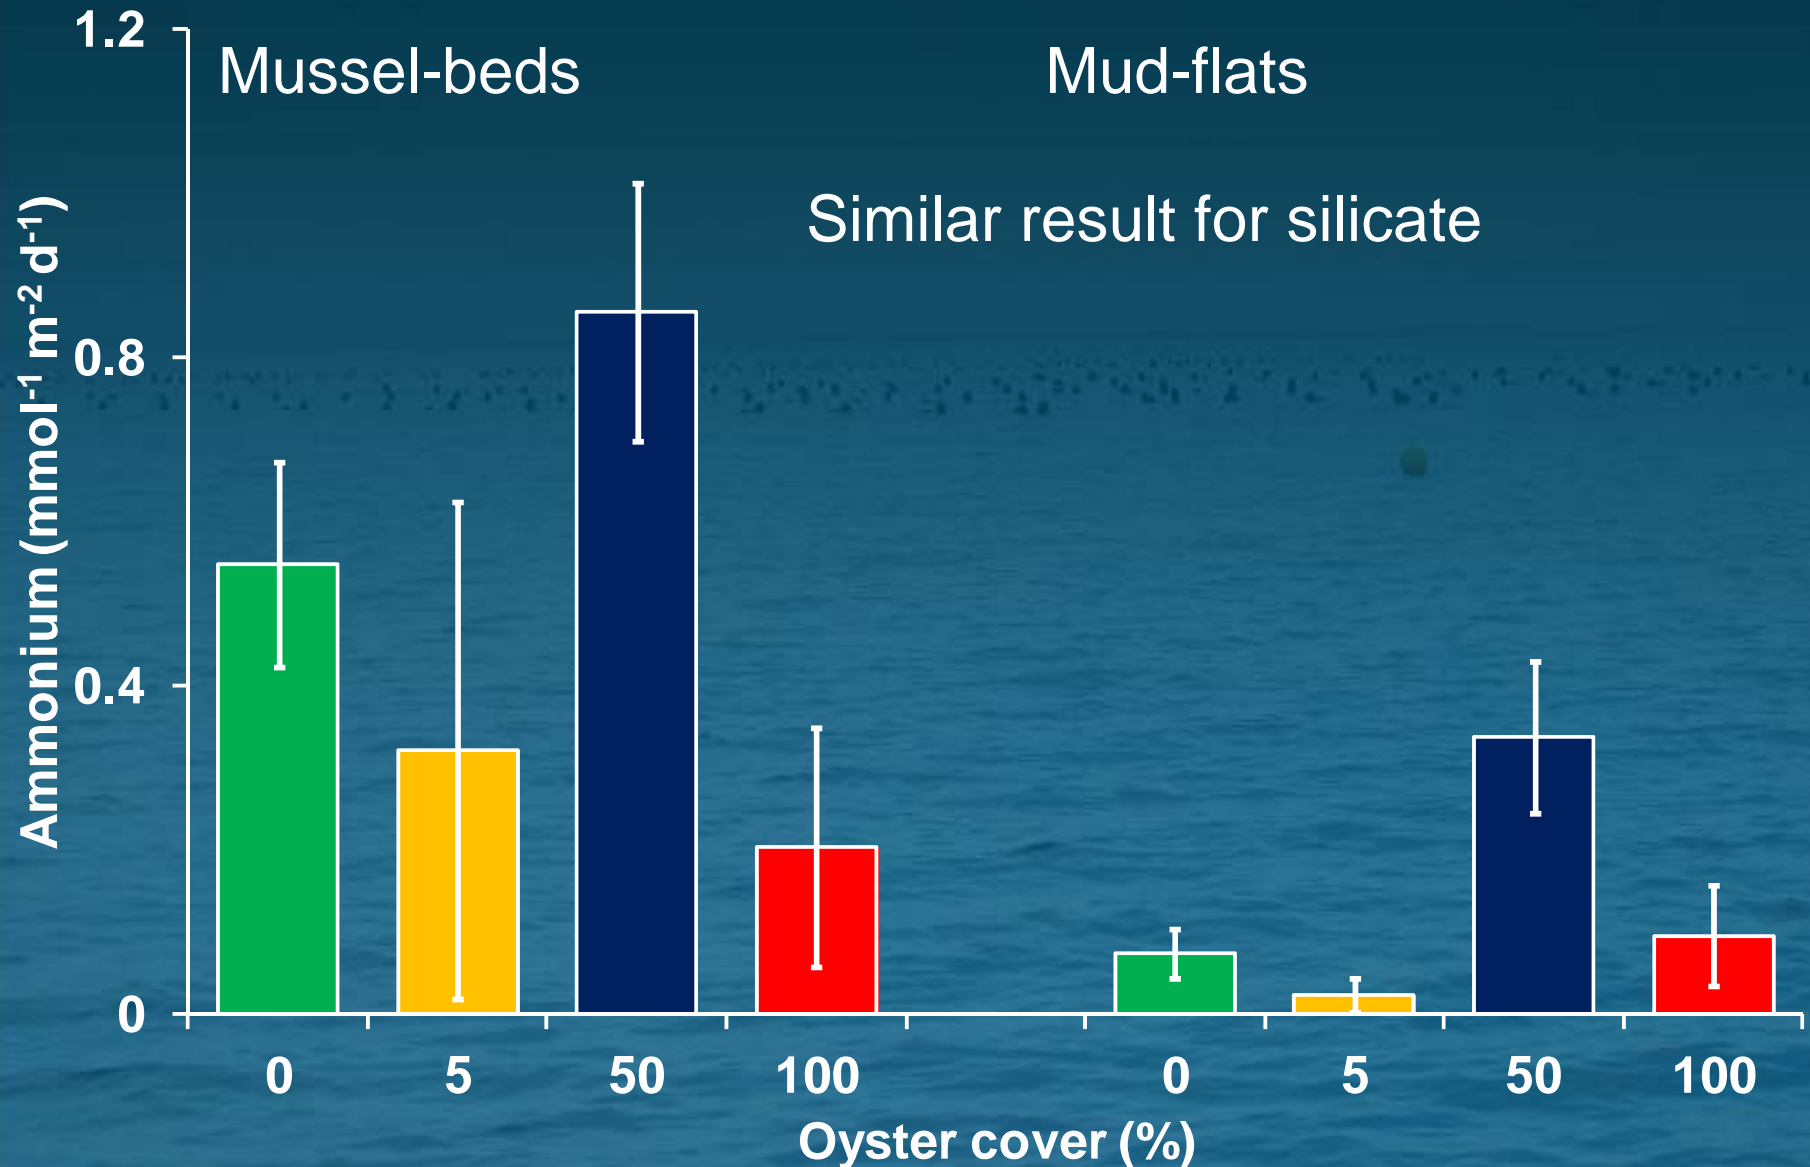 1.2
Mussel-beds
Mud-flats
Similar result for silicate
Ammonium (mmol⁻¹ m⁻² d⁻¹)
0.8
0.4
0
0 5 50 100 0 5 50 100
Oyster cover (%)